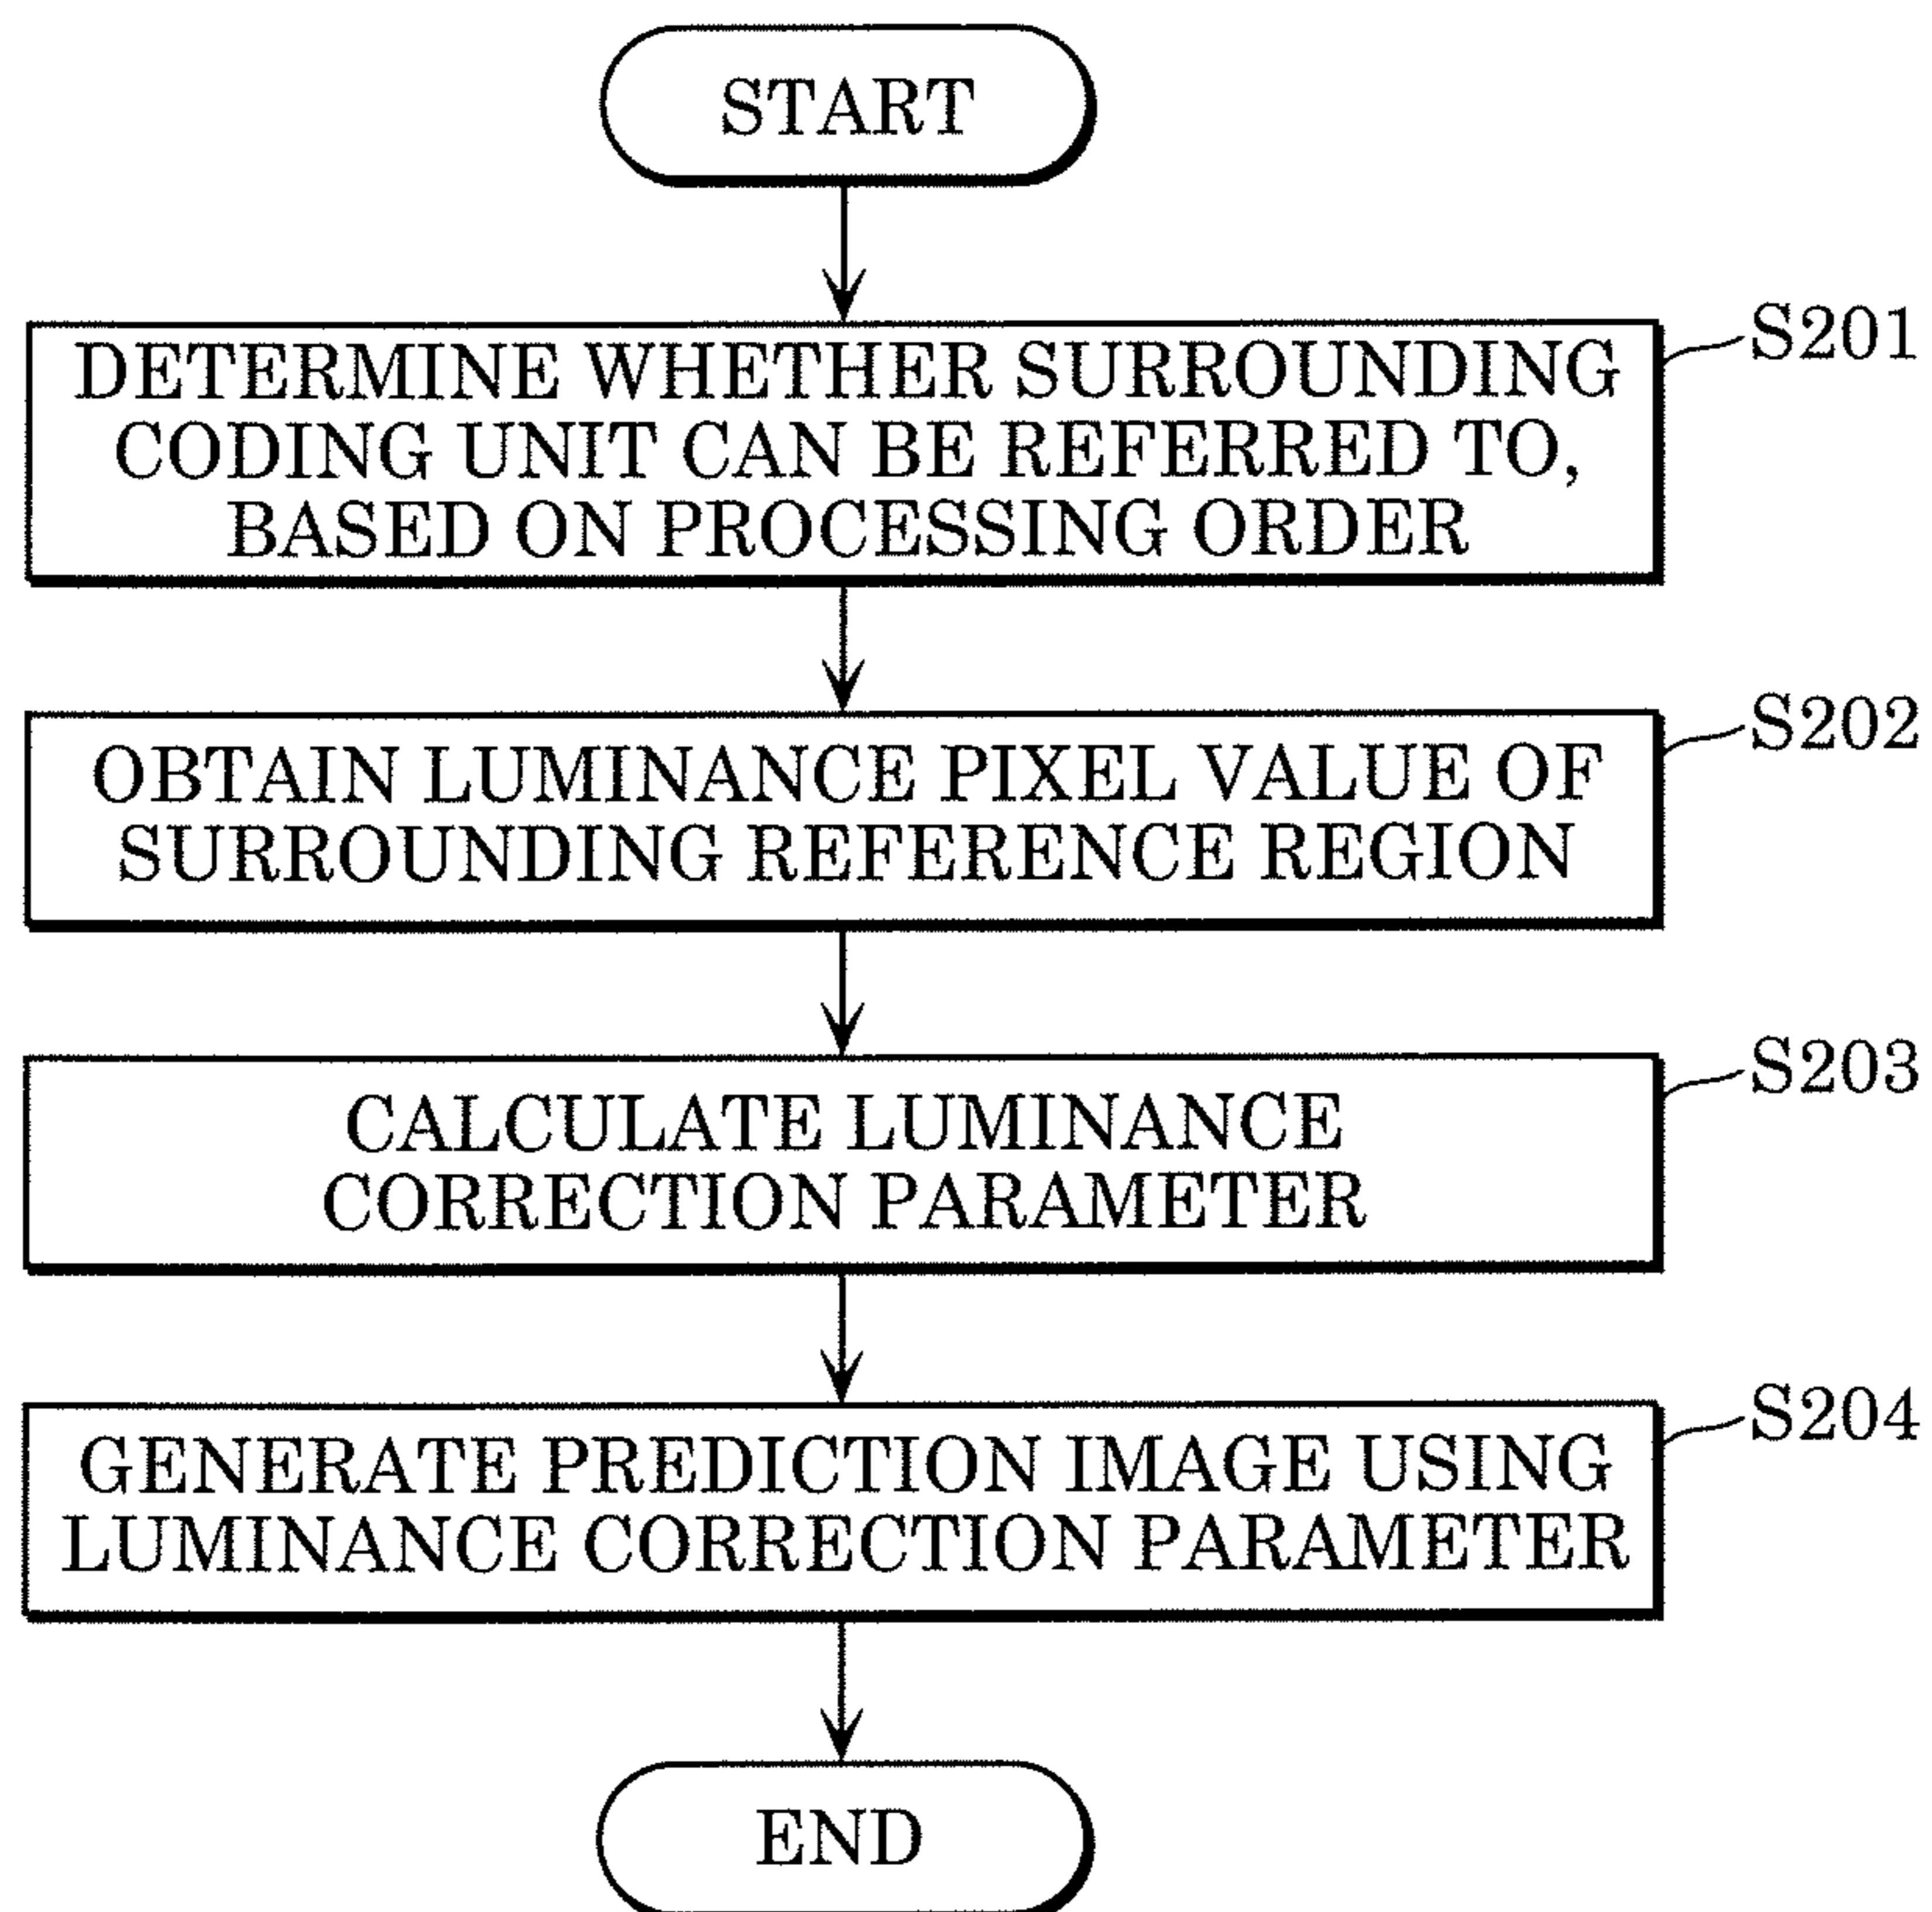 START
DETERMINE WHETHER SURROUNDING
CODING UNIT CAN BE REFERRED TO,
BASED ON PROCESSING ORDER
S201
OBTAIN LUMINANCE PIXEL VALUE OF
SURROUNDING REFERENCE REGION
S202
CALCULATE LUMINANCE
CORRECTION PARAMETER
S203
GENERATE PREDICTION IMAGE USING
LUMINANCE CORRECTION PARAMETER
S204
END